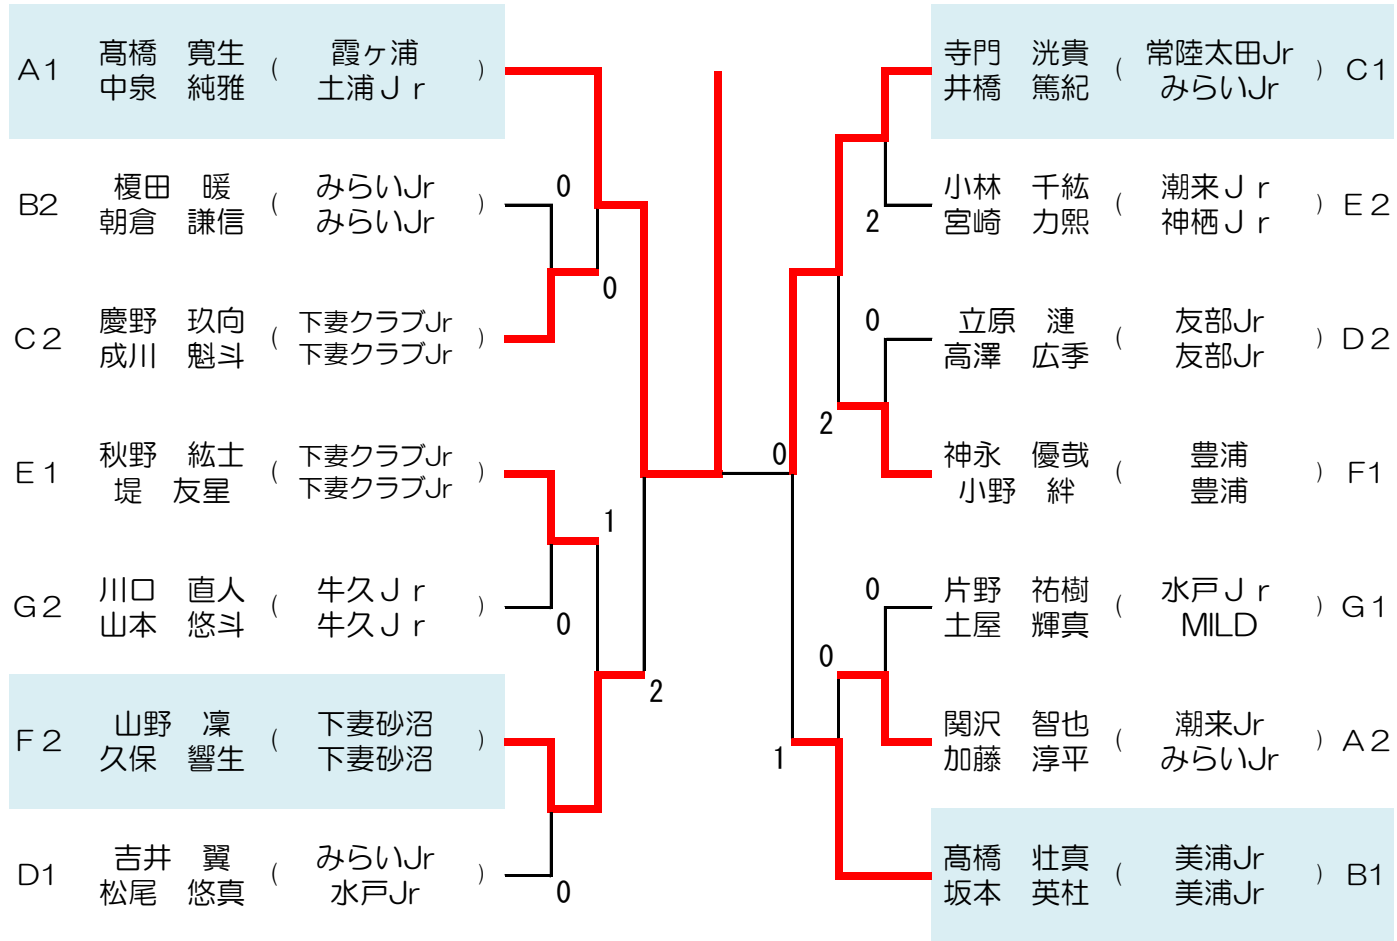 A1 髙橋 寛生 ( 霞ヶ浦 )
中泉 純雅 土浦Ｊｒ
B2 榎田 暖 ( みらいJr )
朝倉 謙信 みらいJr
0
C2 慶野 玖向 ( 下妻クラブJr )
成川 魁斗 下妻クラブJr
0
E1 秋野 紘士 ( 下妻クラブJr )
堤 友星 下妻クラブJr
1
G2 川口 直人 ( 牛久Ｊｒ )
山本 悠斗 牛久Ｊｒ
0
F2 山野 凜 ( 下妻砂沼 )
久保 響生 下妻砂沼
2
D1 吉井 翼 ( みらいJr )
松尾 悠真 水戸Jr
0
寺門 洸貴 ( 常陸太田Jr ) C1
井橋 篤紀 みらいJr
小林 千紘 ( 潮来Ｊｒ ) E2
宮崎 力熙 神栖Ｊｒ
2
立原 漣 ( 友部Jr ) D2
高澤 広季 友部Jr
0
神永 優哉 ( 豊浦 ) F1
小野 絆 豊浦
2
0
片野 祐樹 ( 水戸Ｊｒ ) G1
土屋 輝真 MILD
0
関沢 智也 ( 潮来Jr ) A2
加藤 淳平 みらいJr
0
1
髙橋 壮真 ( 美浦Jr ) B1
坂本 英杜 美浦Jr